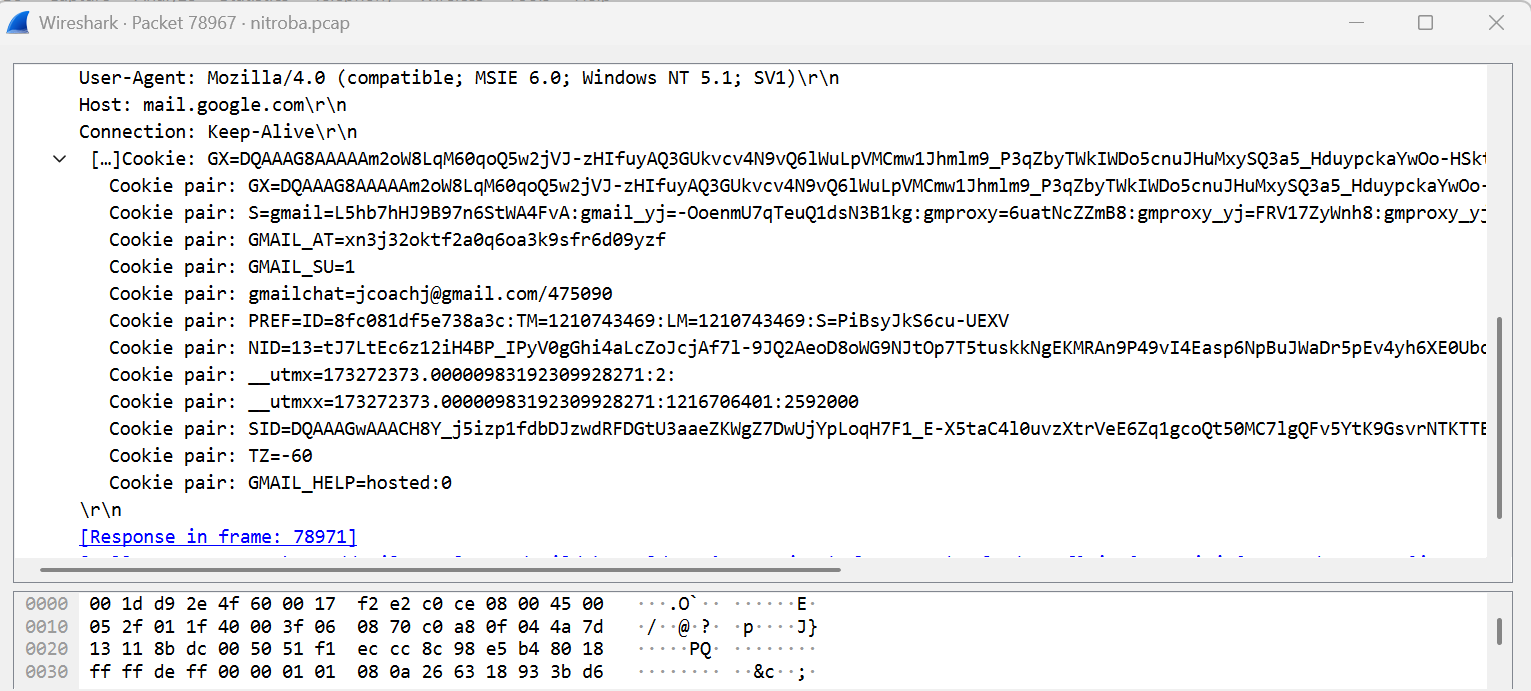 Wireshark · Packet 78967 · nitroba.pcap
User-Agent: Mozilla/4.0 (compatible; MSIE 6.0; Windows NT 5.1; SV1)\r\n
Host: mail.google.com\r\n
Connection: Keep-Alive\r\n
[…]Cookie: GX=DQAAAG8AAAAAm2oW8LqM60qoQ5w2jVJ-zHIfuyAQ3GUkvcv4N9vQ6lWuLpVMCmw1Jhmlm9_P3qZbyTWkIWDo5cnuJHuMxySQ3a5_HduypckaYwOo-HSkt
Cookie pair: GX=DQAAAG8AAAAAm2oW8LqM60qoQ5w2jVJ-zHIfuyAQ3GUkvcv4N9vQ6lWuLpVMCmw1Jhmlm9_P3qZbyTWkIWDo5cnuJHuMxySQ3a5_HduypckaYwOo-
Cookie pair: S=gmail=L5hb7hHJ9B97n6StWA4FvA:gmail_yj=-OoenmU7qTeuQ1dsN3B1kg:gmproxy=6uatNcZZmB8:gmproxy_yj=FRV17ZyWnh8:gmproxy_yj
Cookie pair: GMAIL_AT=xn3j32oktf2a0q6oa3k9sfr6d09yzf
Cookie pair: GMAIL_SU=1
Cookie pair: gmailchat=jcoachj@gmail.com/475090
Cookie pair: PREF=ID=8fc081df5e738a3c:TM=1210743469:LM=1210743469:S=PiBsyJkS6cu-UEXV
Cookie pair: NID=13=tJ7LtEc6z12iH4BP_IPyV0gGhi4aLcZoJcjAf7l-9JQ2AeoD8oWG9NJtOp7T5tuskkNgEKMRAn9P49vI4Easp6NpBuJWaDr5pEv4yh6XE0Ubc
Cookie pair: __utmx=173272373.00000983192309928271:2:
Cookie pair: __utmxx=173272373.00000983192309928271:1216706401:2592000
Cookie pair: SID=DQAAAGwAAACH8Y_j5izp1fdbDJzwdRFDGtU3aaeZKWgZ7DwUjYpLoqH7F1_E-X5taC4l0uvzXtrVeE6Zq1gcoQt50MC7lgQFv5YtK9GsvrNTKTTE
Cookie pair: TZ=-60
Cookie pair: GMAIL_HELP=hosted:0
\r\n
[Response in frame: 78971]
0000 00 1d d9 2e 4f 60 00 17 f2 e2 c0 ce 08 00 45 00 ···.O`·· ······E·
0010 05 2f 01 1f 40 00 3f 06 08 70 c0 a8 0f 04 4a 7d ·/··@·?· ·p····J}
0020 13 11 8b dc 00 50 51 f1 ec cc 8c 98 e5 b4 80 18 ·····PQ· ········
0030 ff ff de ff 00 00 01 01 08 0a 26 63 18 93 3b d6 ········ ··&c··;·